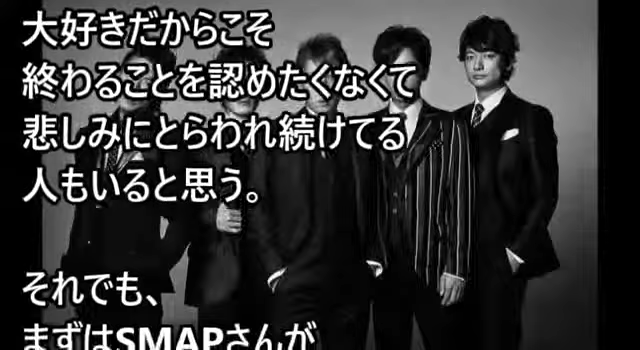 大好きだからこそ
終わることを認めたくなくて
悲しみにとらわれ続けてる
人もいると思う。
それでも、
まずはSMAPさんが